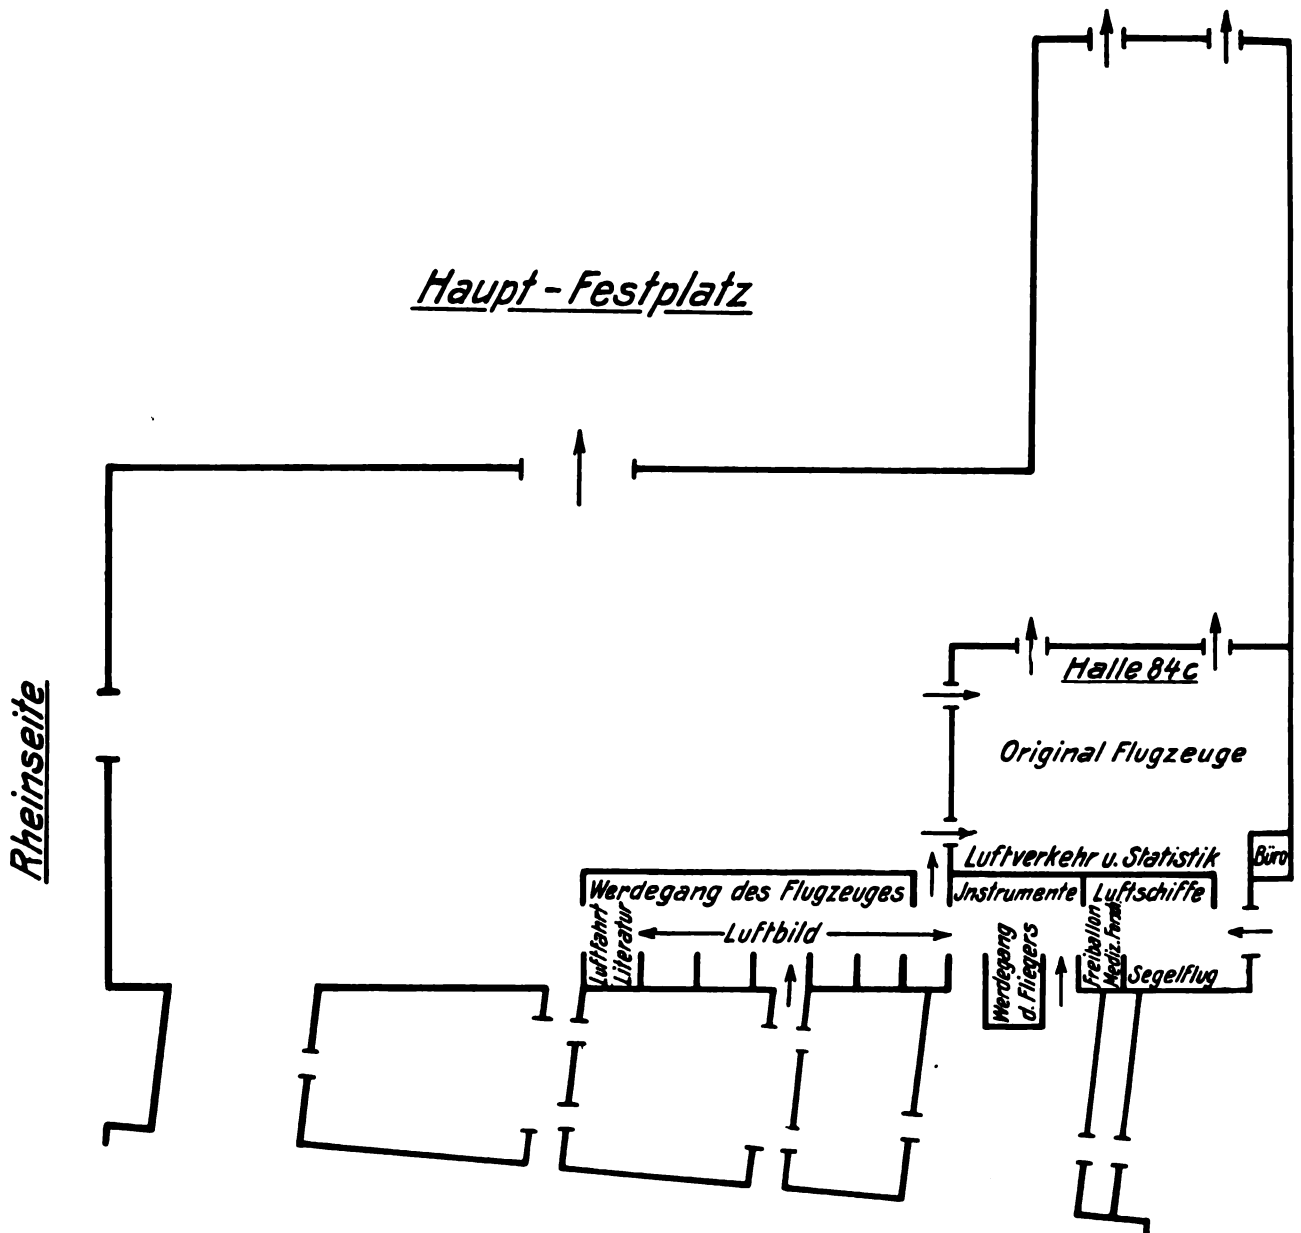 Haupt - Festplatz
Rheinseite
Halle 84c
Original Flugzeuge
Luftverkehr u. Statistik
Büro
Werdegang des Flugzeuges
Jnstrumente
Luftschiffe
Luftfahrt
Literatur
Luftbild
Werdegang
d. Fliegers
Freiballon
Mediz.
Segelflug